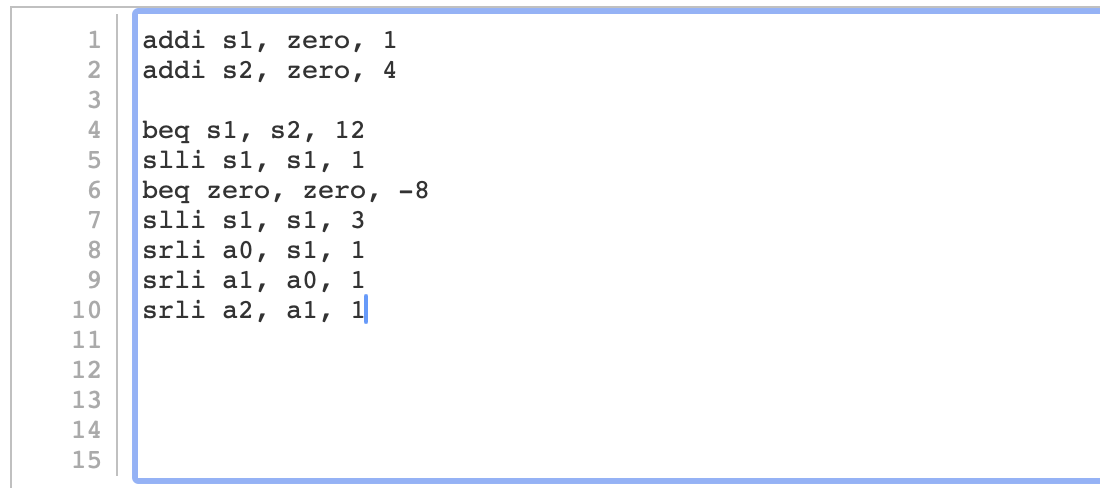 1 addi s1, zero, 1
2 addi s2, zero, 4
3
4 beq s1, s2, 12
5 slli s1, s1, 1
6 beq zero, zero, -8
7 slli s1, s1, 3
8 srli a0, s1, 1
9 srli a1, a0, 1
10 srli a2, a1, 1
11
12
13
14
15